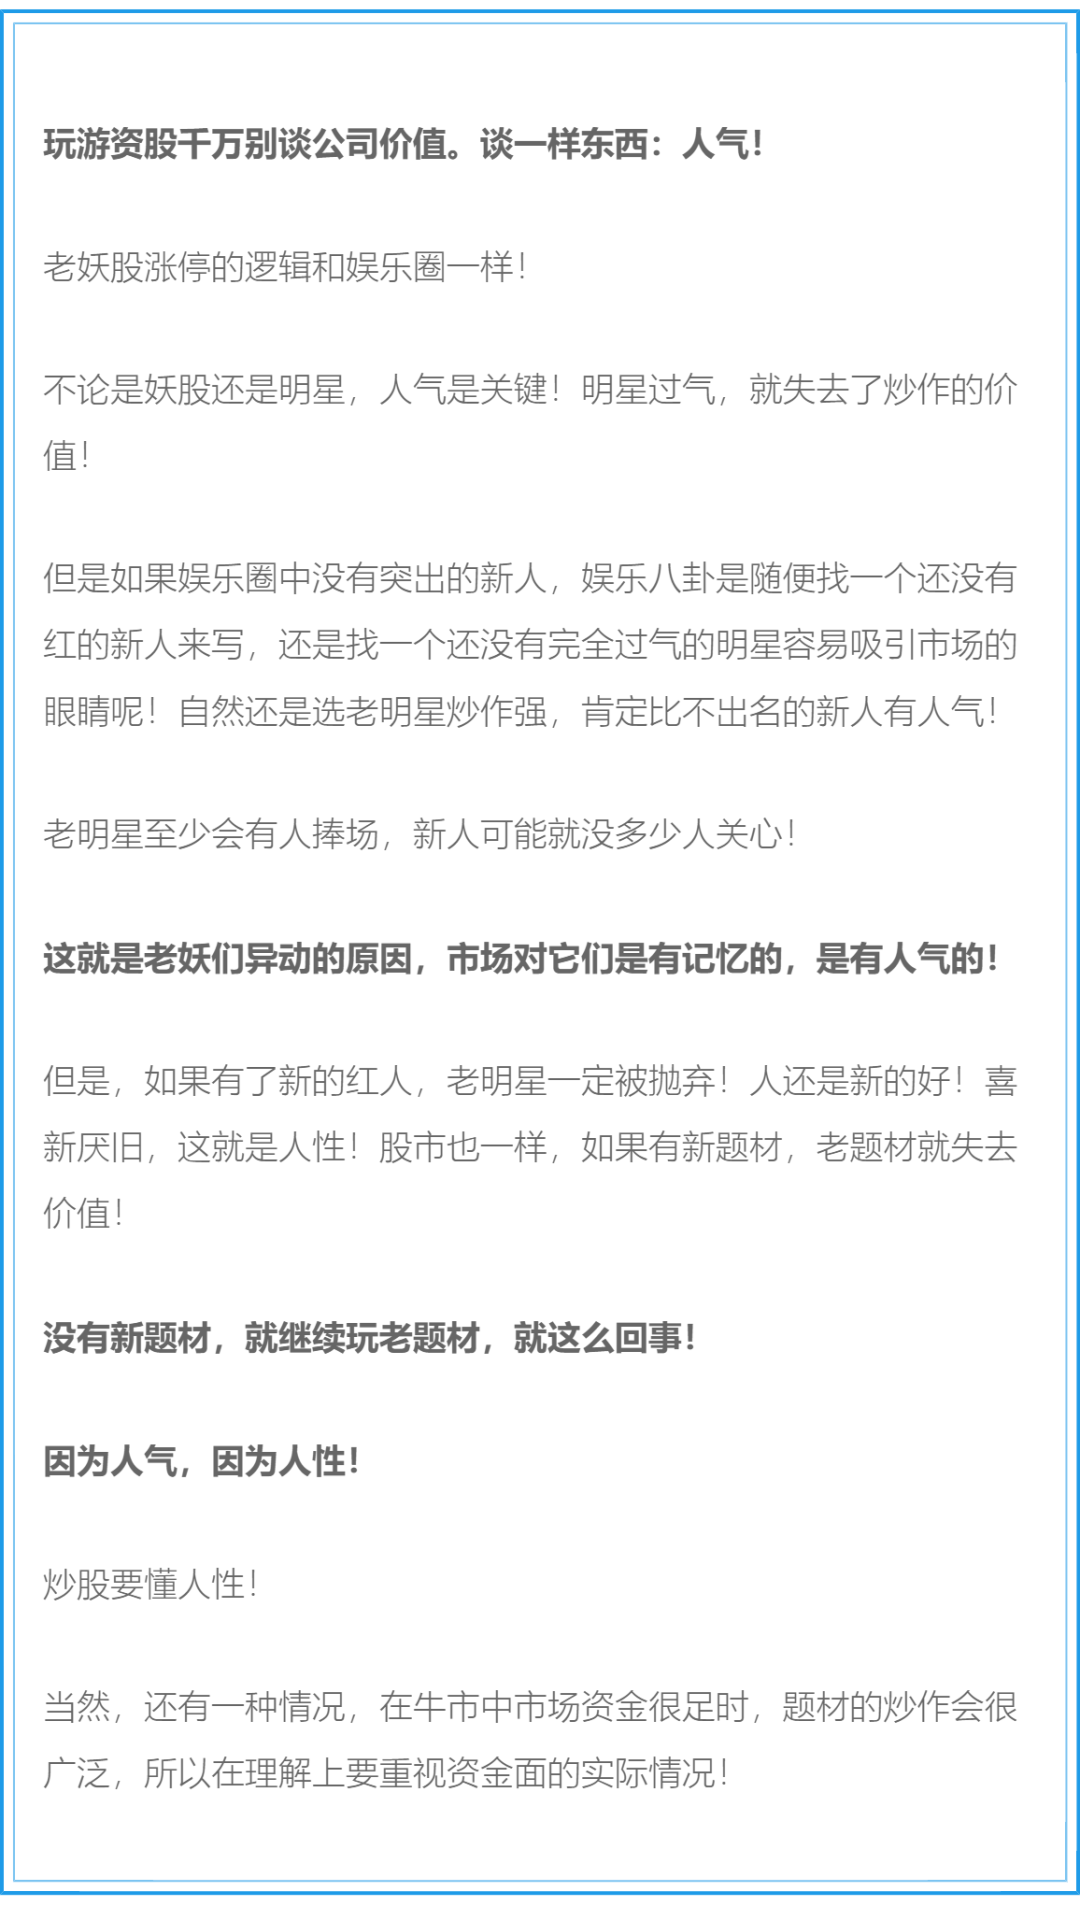 玩游资股千万别谈公司价值。谈一样东西：人气！
老妖股涨停的逻辑和娱乐圈一样！
不论是妖股还是明星，人气是关键！明星过气，就失去了炒作的价
值！
但是如果娱乐圈中没有突出的新人，娱乐八卦是随便找一个还没有
红的新人来写，还是找一个还没有完全过气的明星容易吸引市场的
眼睛呢！自然还是选老明星炒作强，肯定比不出名的新人有人气！
老明星至少会有人捧场，新人可能就没多少人关心！
这就是老妖们异动的原因，市场对它们是有记忆的，是有人气的！
但是，如果有了新的红人，老明星一定被抛弃！人还是新的好！喜
新厌旧，这就是人性！股市也一样，如果有新题材，老题材就失去
价值！
没有新题材，就继续玩老题材，就这么回事！
因为人气，因为人性！
炒股要懂人性！
当然，还有一种情况，在牛市中市场资金很足时，题材的炒作会很
广泛，所以在理解上要重视资金面的实际情况！